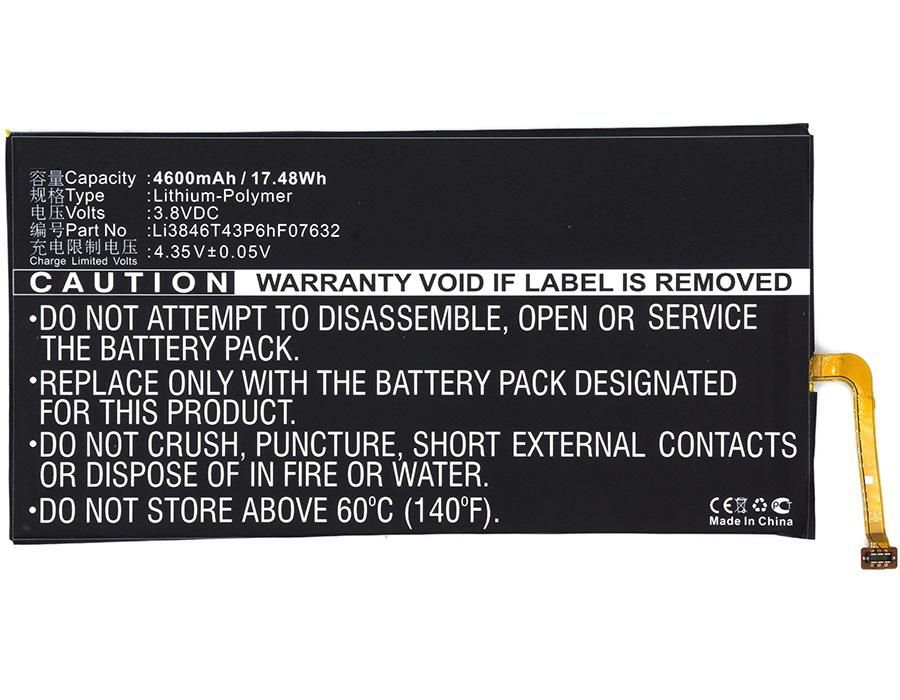 容量Capacity : 4600mAh / 17.48Wh
规格Type : Lithium-Polymer
电压Volts : 3.8VDC
编号Part No : Li3846T43P6hF07632
充电限制电压 : 4.35V±0.05V
Charge Limited Volts
CAUTION WARRANTY VOID IF LABEL IS REMOVED
•DO NOT ATTEMPT TO DISASSEMBLE, OPEN OR SERVICE
THE BATTERY PACK.
•REPLACE ONLY WITH THE BATTERY PACK DESIGNATED
FOR THIS PRODUCT.
•DO NOT CRUSH, PUNCTURE, SHORT EXTERNAL CONTACTS
OR DISPOSE OF IN FIRE OR WATER.
•DO NOT STORE ABOVE 60°C (140°F).
CE
Made In China